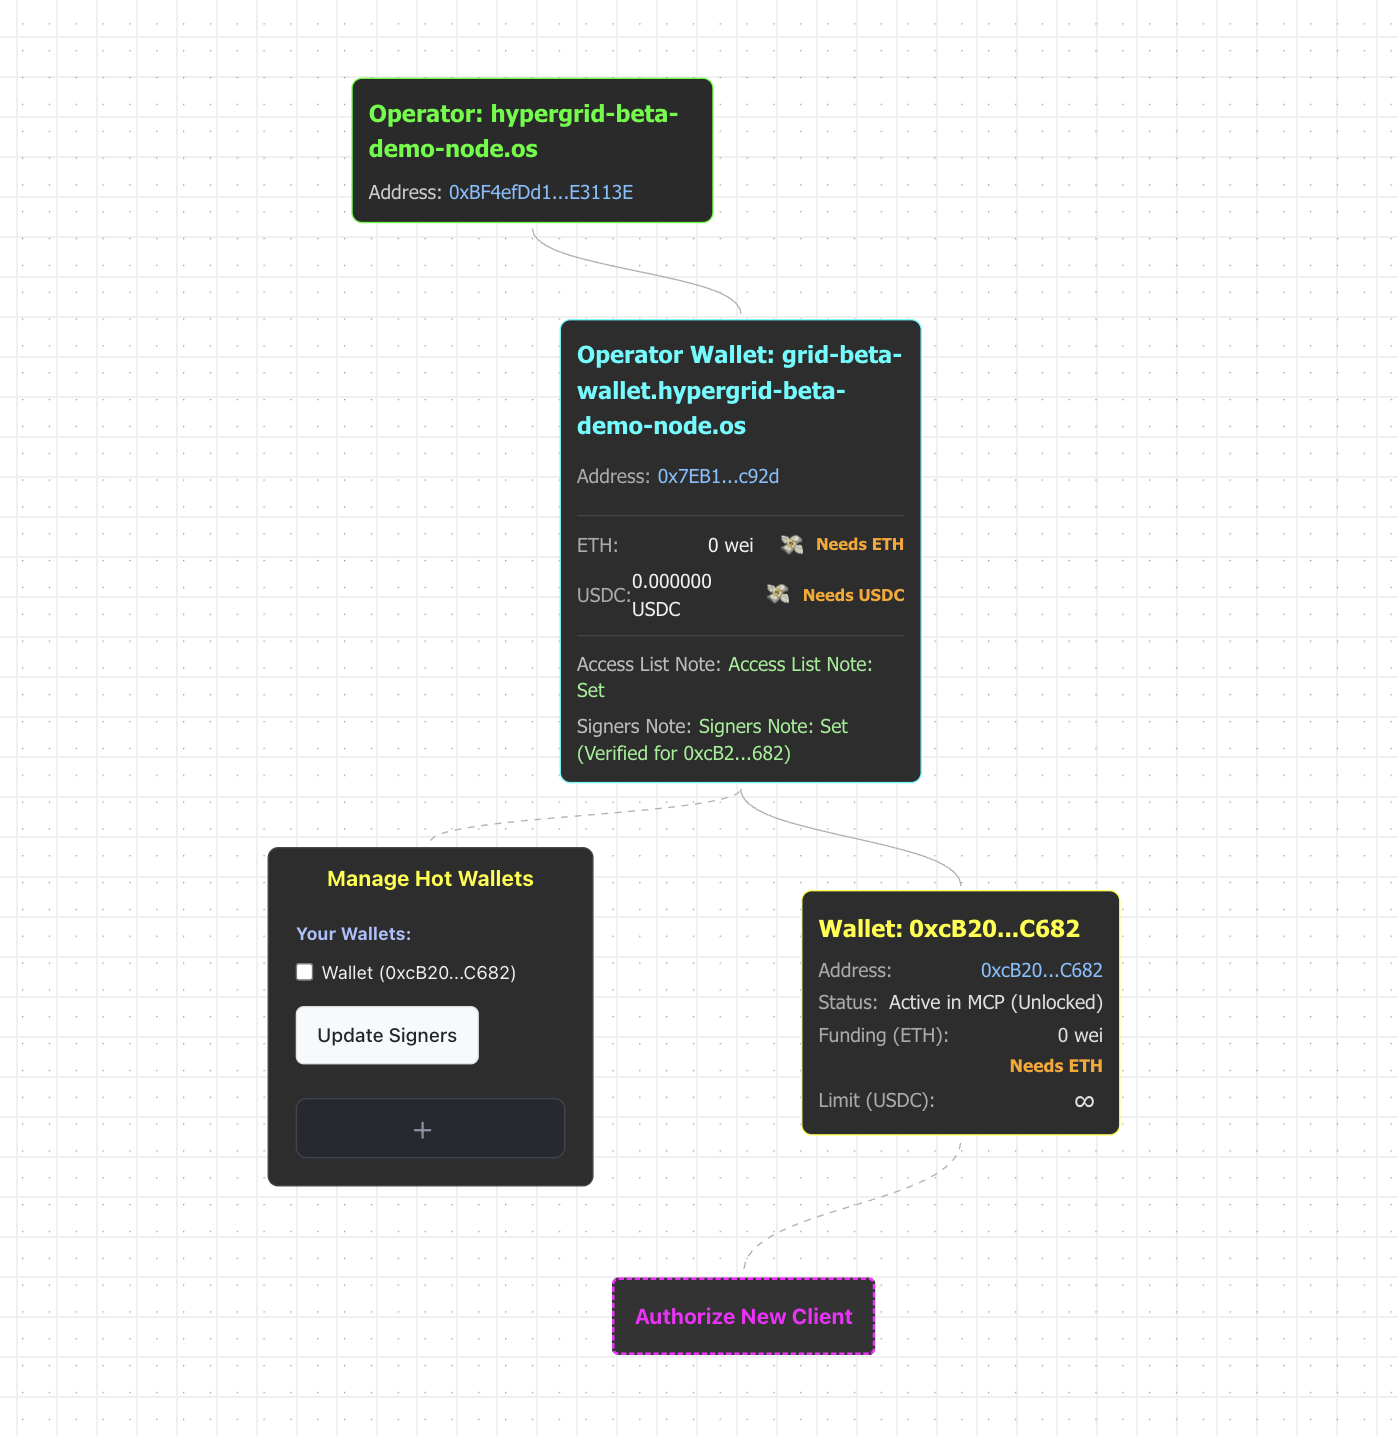 Operator: hypergrid-beta-
demo-node.os
Address: 0xBF4efDd1...E3113E
Operator Wallet: grid-beta-
wallet.hypergrid-beta-
demo-node.os
Address: 0x7EB1...c92d
ETH: 0 wei 💸 Needs ETH
USDC: 0.000000
USDC 💸 Needs USDC
Access List Note: Access List Note:
Set
Signers Note: Signers Note: Set
(Verified for 0xcB2...682)
Manage Hot Wallets
Your Wallets:
Wallet (0xcB20...C682)
Update Signers
+
Wallet: 0xcB20...C682
Address: 0xcB20...C682
Status: Active in MCP (Unlocked)
Funding (ETH): 0 wei
Needs ETH
Limit (USDC): ∞
Authorize New Client